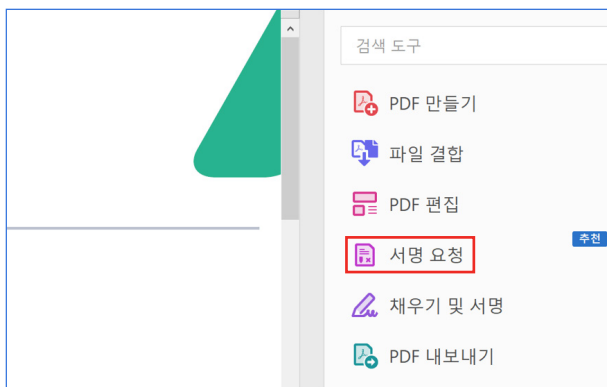 검색 도구
PDF 만들기
파일 결합
PDF 편집
서명 요청
추천
채우기 및 서명
PDF 내보내기